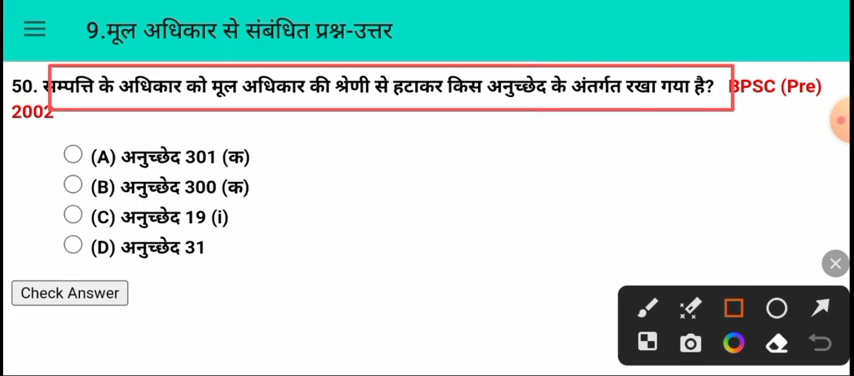 9.मूल अधिकार से संबंधित प्रश्न-उत्तर
50. सम्पत्ति के अधिकार को मूल अधिकार की श्रेणी से हटाकर किस अनुच्छेद के अंतर्गत रखा गया है? BPSC (Pre)
2002
(A) अनुच्छेद 301 (क)
(B) अनुच्छेद 300 (क)
(C) अनुच्छेद 19 (i)
(D) अनुच्छेद 31
Check Answer